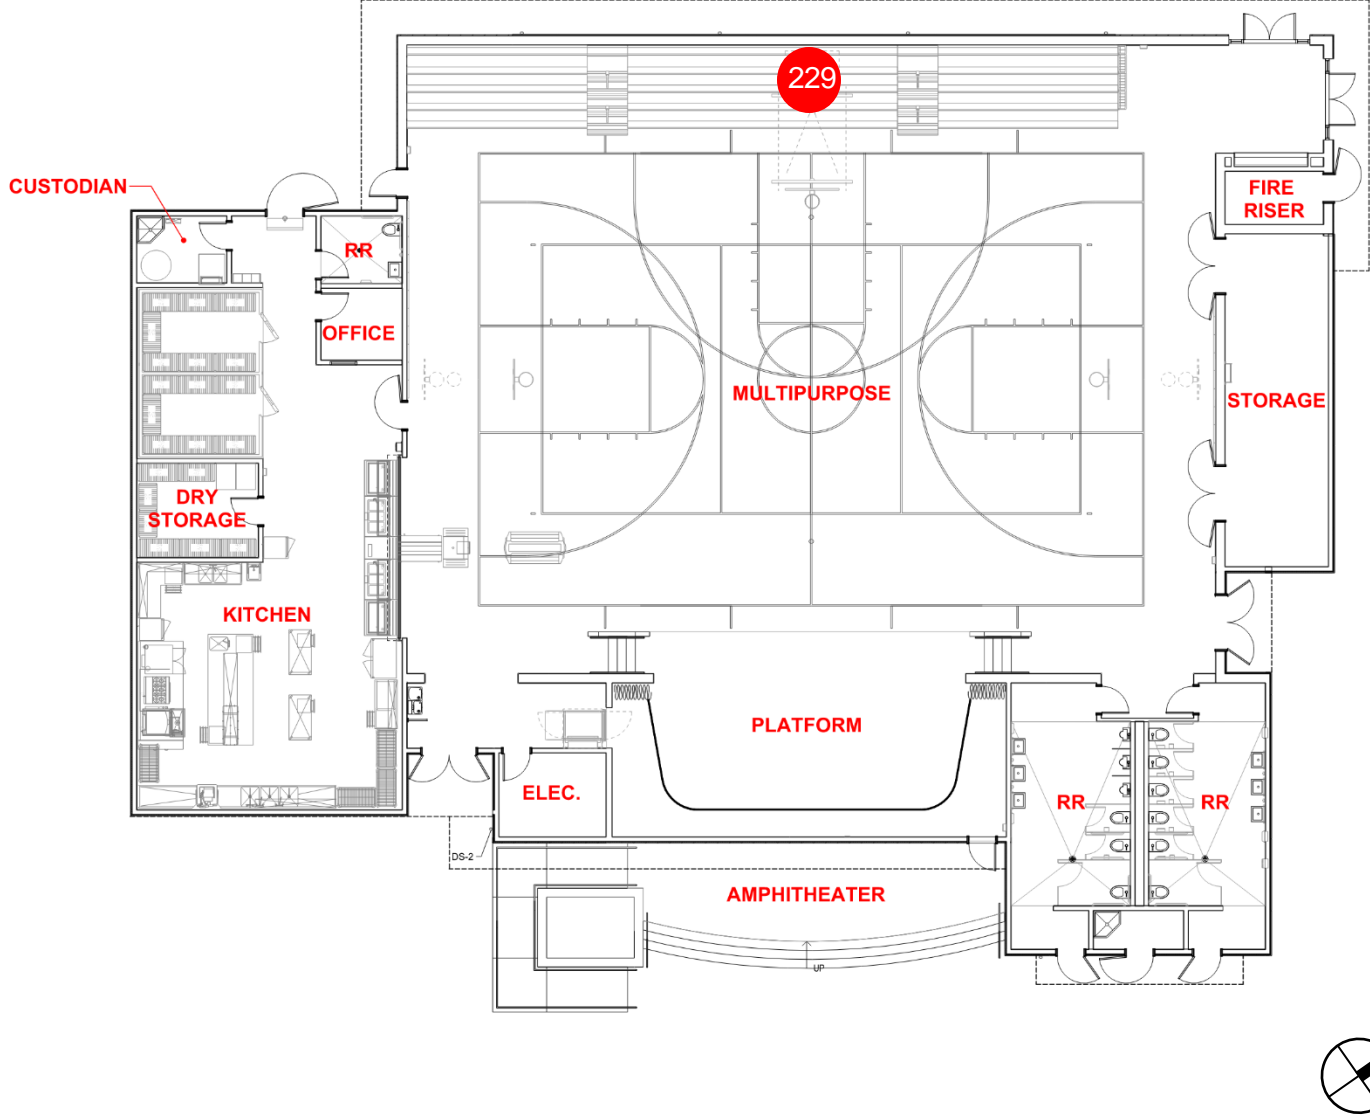 229
CUSTODIAN
FIRE
RISER
RR
OFFICE
MULTIPURPOSE
STORAGE
DRY
STORAGE
KITCHEN
PLATFORM
ELEC.
RR
RR
DS-2
AMPHITHEATER
UP